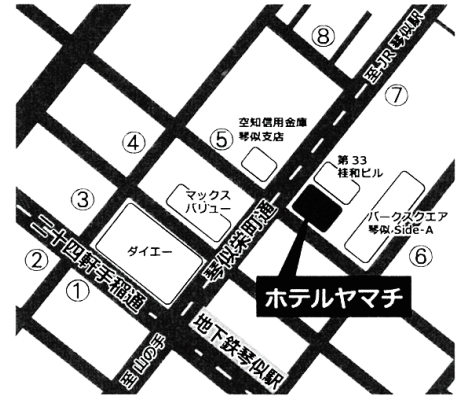 ⑧
至JR琴似駅
⑦
空知信用金庫
琴似支店
⑤
④
第33
桂和ビル
マックス
バリュー
③
パークスクエア
琴似-Side-A
琴似栄町通
二十四軒手稲通
ダイエー
②
⑥
①
ホテルヤマチ
地下鉄琴似駅
至山の手